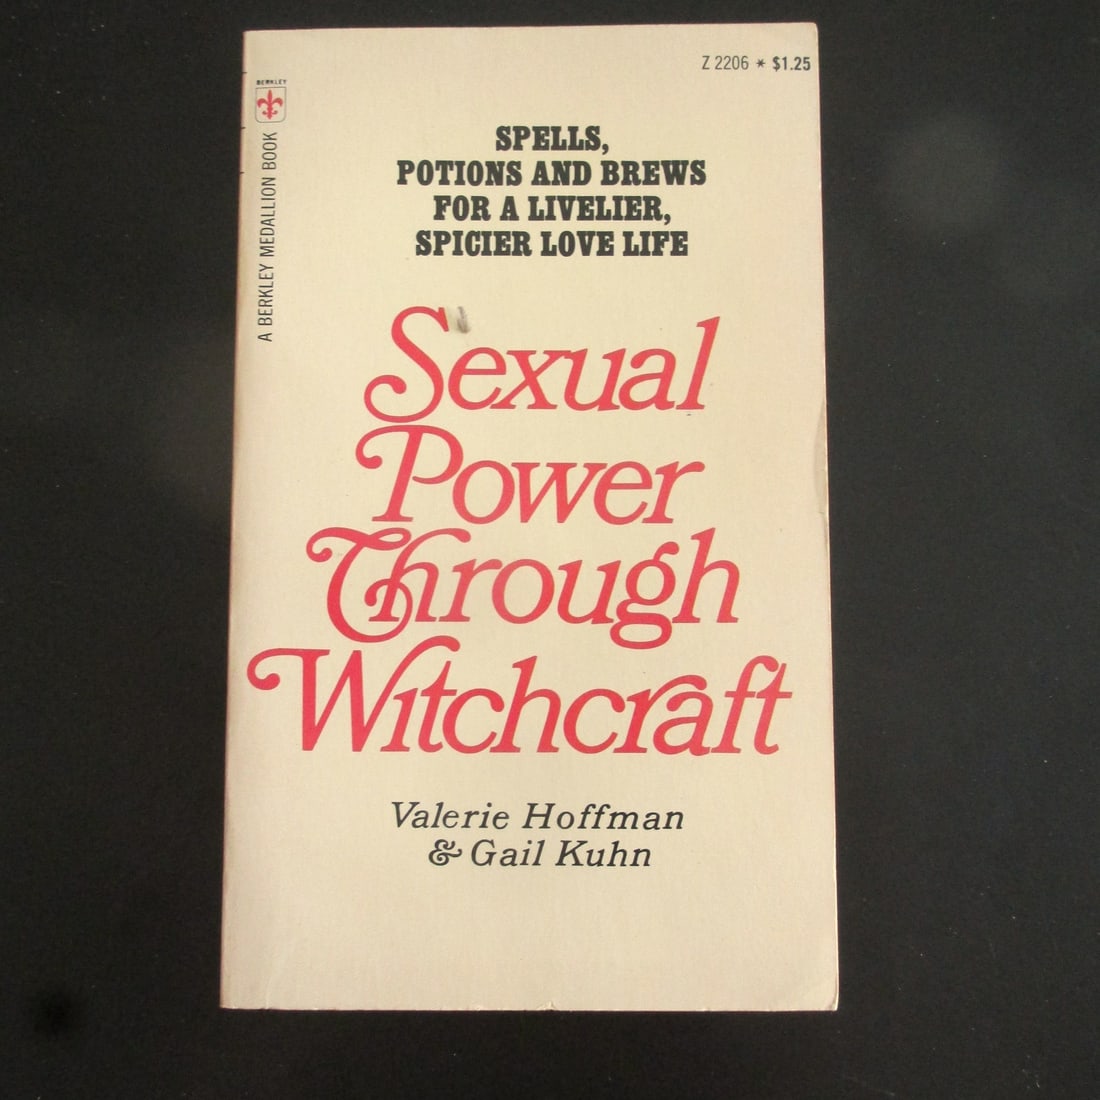 Z 2206 * $1.25
BERKLEY
A BERKLEY MEDALLION BOOK
SPELLS,
POTIONS AND BREWS
FOR A LIVELIER,
SPICIER LOVE LIFE
Sexual
Power
Through
Witchcraft
Valerie Hoffman
& Gail Kuhn